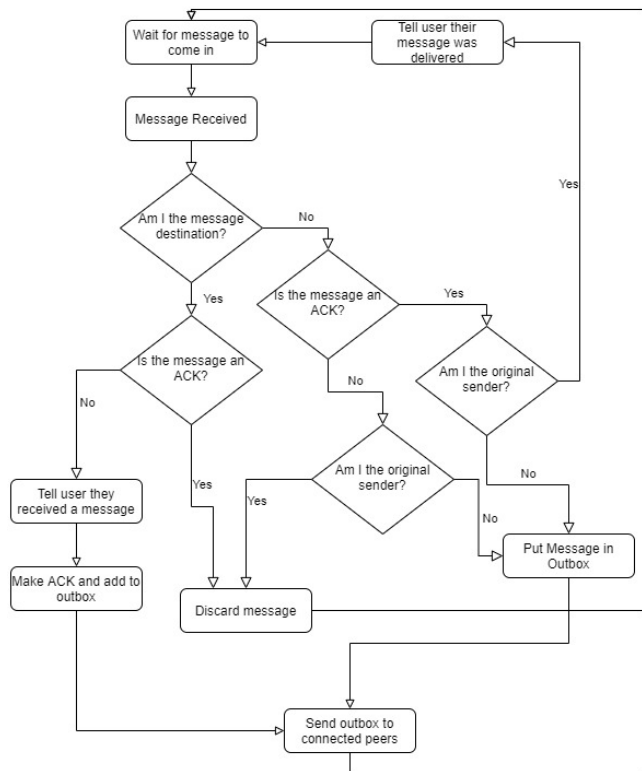 Wait for message to
come in
Tell user their
message was
delivered
Message Received
Yes
Am I the message
destination?
No
Is the message an
ACK?
Yes
Yes
Is the message an
ACK?
Am I the original
sender?
No
No
Am I the original
sender?
No
Yes
Yes
Tell user they
received a message
No
Put Message in
Outbox
Make ACK and add to
outbox
Discard message
Send outbox to
connected peers